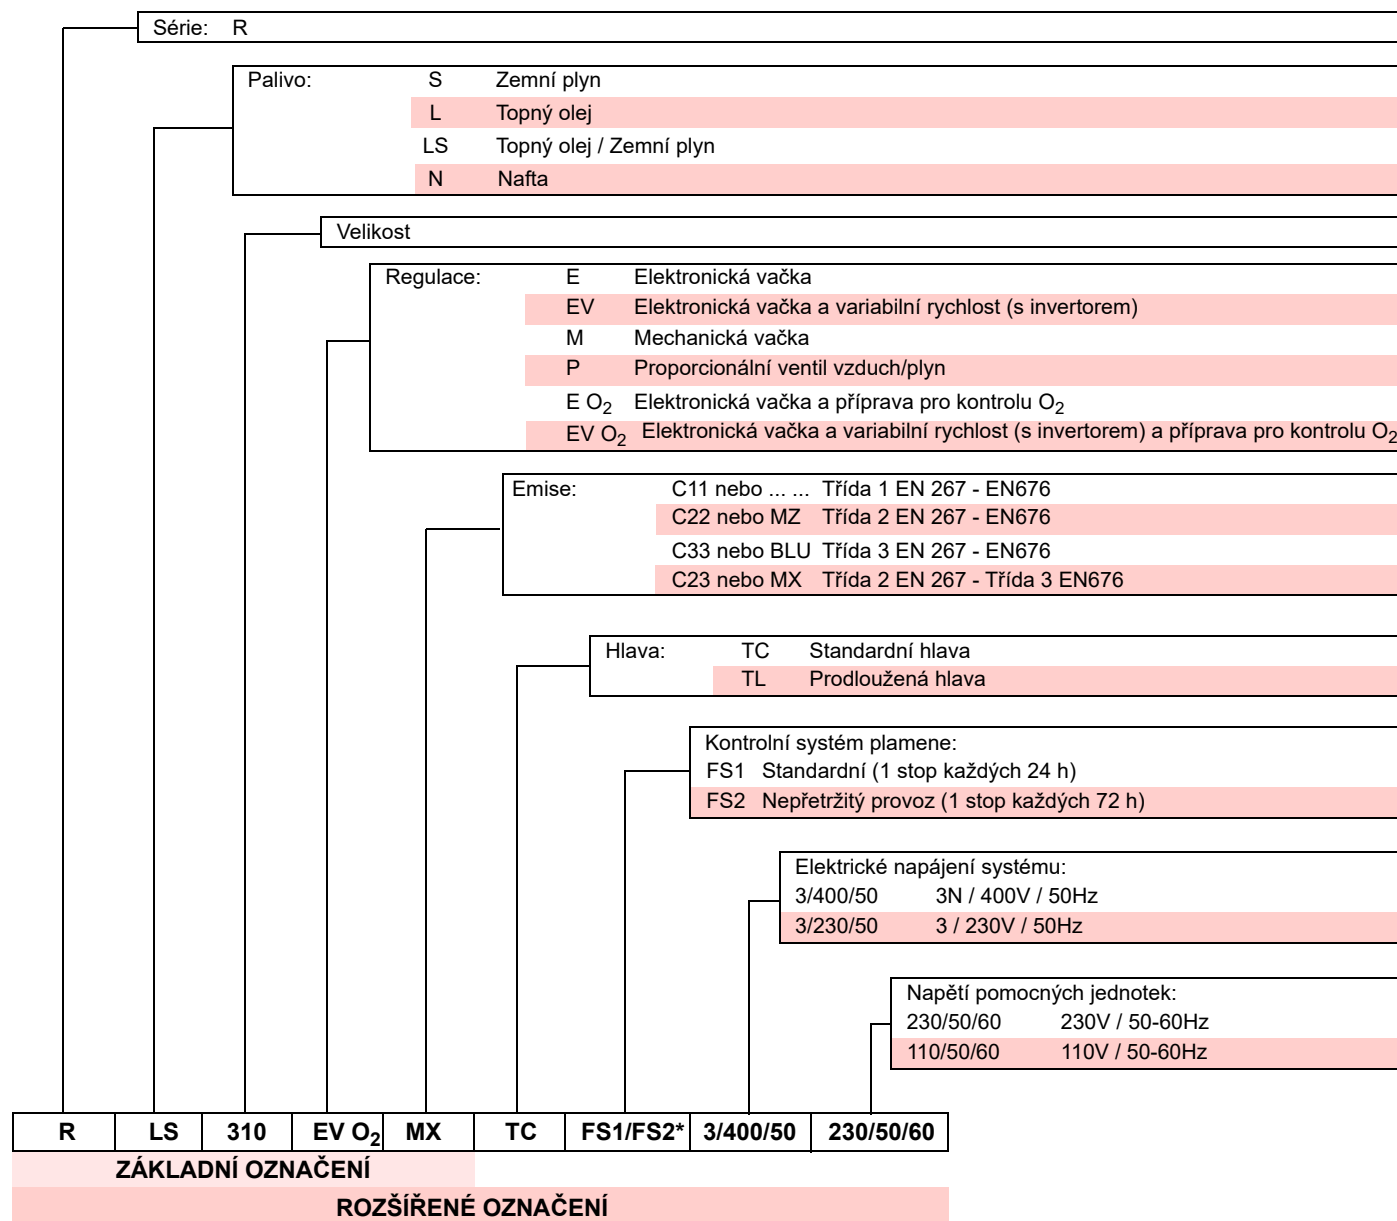 Série: R
Palivo: S Zemní plyn
L Topný olej
LS Topný olej / Zemní plyn
N Nafta
Velikost
Regulace: E Elektronická vačka
EV Elektronická vačka a variabilní rychlost (s invertorem)
M Mechanická vačka
P Proporcionální ventil vzduch/plyn
E O2 Elektronická vačka a příprava pro kontrolu O2
EV O2 Elektronická vačka a variabilní rychlost (s invertorem) a příprava pro kontrolu O2
Emise: C11 nebo ... ... Třída 1 EN 267 - EN676
C22 nebo MZ Třída 2 EN 267 - EN676
C33 nebo BLU Třída 3 EN 267 - EN676
C23 nebo MX Třída 2 EN 267 - Třída 3 EN676
Hlava: TC Standardní hlava
TL Prodloužená hlava
Kontrolní systém plamene:
FS1 Standardní (1 stop každých 24 h)
FS2 Nepřetržitý provoz (1 stop každých 72 h)
Elektrické napájení systému:
3/400/50 3N / 400V / 50Hz
3/230/50 3 / 230V / 50Hz
Napětí pomocných jednotek:
230/50/60 230V / 50-60Hz
110/50/60 110V / 50-60Hz
R LS 310 EV O2 MX TC FS1/FS2* 3/400/50 230/50/60
ZÁKLADNÍ OZNAČENÍ
ROZŠÍŘENÉ OZNAČENÍ